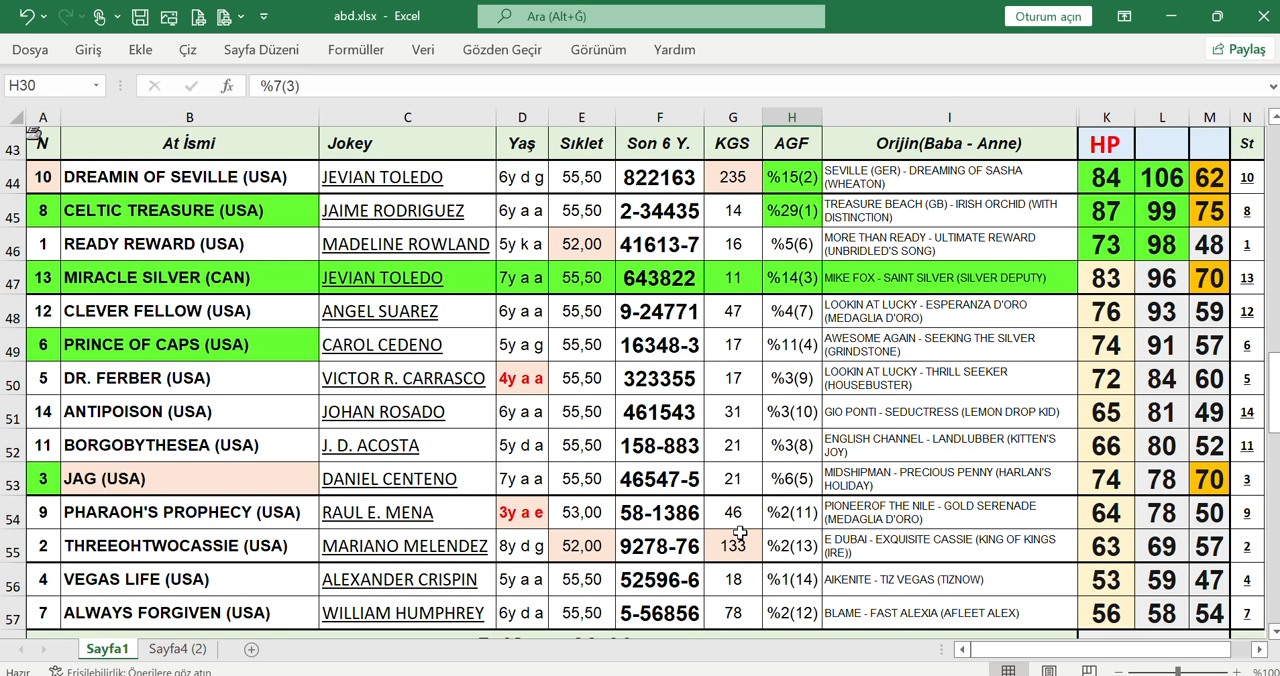 abd.xlsx - Excel
Ara (Alt+Ğ)
Oturum açın
Dosya Giriş Ekle Çiz Sayfa Düzeni Formüller Veri Gözden Geçir Görünüm Yardım Paylaş
H30 fx %7(3)
A B C D E F G H I K L M N
43 N At İsmi Jokey Yaş Sıklet Son 6 Y. KGS AGF Orijin(Baba - Anne) HP St
44 10 DREAMIN OF SEVILLE (USA) JEVIAN TOLEDO 6y d g 55,50 822163 235 %15(2) SEVILLE (GER) - DREAMING OF SASHA (WHEATON) 84 106 62 10
45 8 CELTIC TREASURE (USA) JAIME RODRIGUEZ 6y a a 55,50 2-34435 14 %29(1) TREASURE BEACH (GB) - IRISH ORCHID (WITH DISTINCTION) 87 99 75 8
46 1 READY REWARD (USA) MADELINE ROWLAND 5y k a 52,00 41613-7 16 %5(6) MORE THAN READY - ULTIMATE REWARD (UNBRIDLED'S SONG) 73 98 48 1
47 13 MIRACLE SILVER (CAN) JEVIAN TOLEDO 7y a a 55,50 643822 11 %14(3) MIKE FOX - SAINT SILVER (SILVER DEPUTY) 83 96 70 13
48 12 CLEVER FELLOW (USA) ANGEL SUAREZ 6y a a 55,50 9-24771 47 %4(7) LOOKIN AT LUCKY - ESPERANZA D'ORO (MEDAGLIA D'ORO) 76 93 59 12
49 6 PRINCE OF CAPS (USA) CAROL CEDENO 5y a g 55,50 16348-3 17 %11(4) AWESOME AGAIN - SEEKING THE SILVER (GRINDSTONE) 74 91 57 6
50 5 DR. FERBER (USA) VICTOR R. CARRASCO 4y a a 55,50 323355 17 %3(9) LOOKIN AT LUCKY - THRILL SEEKER (HOUSEBUSTER) 72 84 60 5
51 14 ANTIPOISON (USA) JOHAN ROSADO 6y a a 55,50 461543 31 %3(10) GIO PONTI - SEDUCTRESS (LEMON DROP KID) 65 81 49 14
52 11 BORGOBYTHESEA (USA) J. D. ACOSTA 5y d a 55,50 158-883 21 %3(8) ENGLISH CHANNEL - LANDLUBBER (KITTEN'S JOY) 66 80 52 11
53 3 JAG (USA) DANIEL CENTENO 7y a a 55,50 46547-5 21 %6(5) MIDSHIPMAN - PRECIOUS PENNY (HARLAN'S HOLIDAY) 74 78 70 3
54 9 PHARAOH'S PROPHECY (USA) RAUL E. MENA 3y a e 53,00 58-1386 46 %2(11) PIONEEROF THE NILE - GOLD SERENADE (MEDAGLIA D'ORO) 64 78 50 9
55 2 THREEOHTWOCASSIE (USA) MARIANO MELENDEZ 8y d g 52,00 9278-76 133 %2(13) E DUBAI - EXQUISITE CASSIE (KING OF KINGS (IRE)) 63 69 57 2
56 4 VEGAS LIFE (USA) ALEXANDER CRISPIN 5y a a 55,50 52596-6 18 %1(14) AIKENITE - TIZ VEGAS (TIZNOW) 53 59 47 4
57 7 ALWAYS FORGIVEN (USA) WILLIAM HUMPHREY 6y d a 55,50 5-56856 78 %2(12) BLAME - FAST ALEXIA (AFLEET ALEX) 56 58 54 7
Sayfa1 Sayfa4 (2)
Hazır Erişilebilirlik: Önerilere göz atın %100